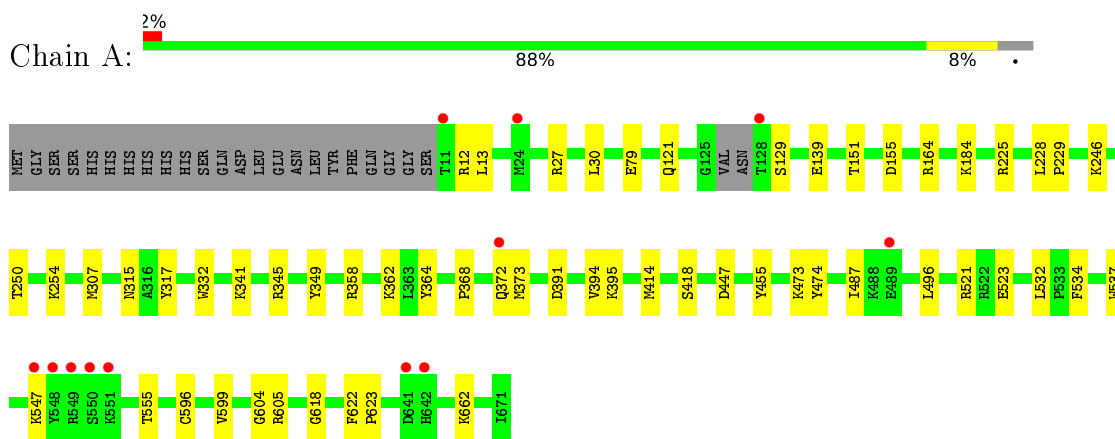 2%
Chain A:
88%
8%
•
MET GLY SER SER HIS HIS HIS HIS HIS HIS SER GLN ASP LEU GLU ASN LEU TYR PHE GLN GLY GLY SER T11 R12 L13 M24 R27 L30 E79 Q121 G125 VAL ASN T128 S129 E139 T151 D155 R164 K184 R225 L228 P229 K246
T250 K254 M307 N315 A316 Y317 W332 K341 R345 Y349 R358 K362 L363 Y364 P368 Q372 M373 D391 V394 K395 M414 S418 D447 Y455 K473 Y474 I487 K488 E489 L496 R521 R522 E523 L532 P533 F534 W537
K547 Y548 R549 S550 K551 T555 C596 V599 G604 R605 G618 F622 P623 D641 H642 K662 I671